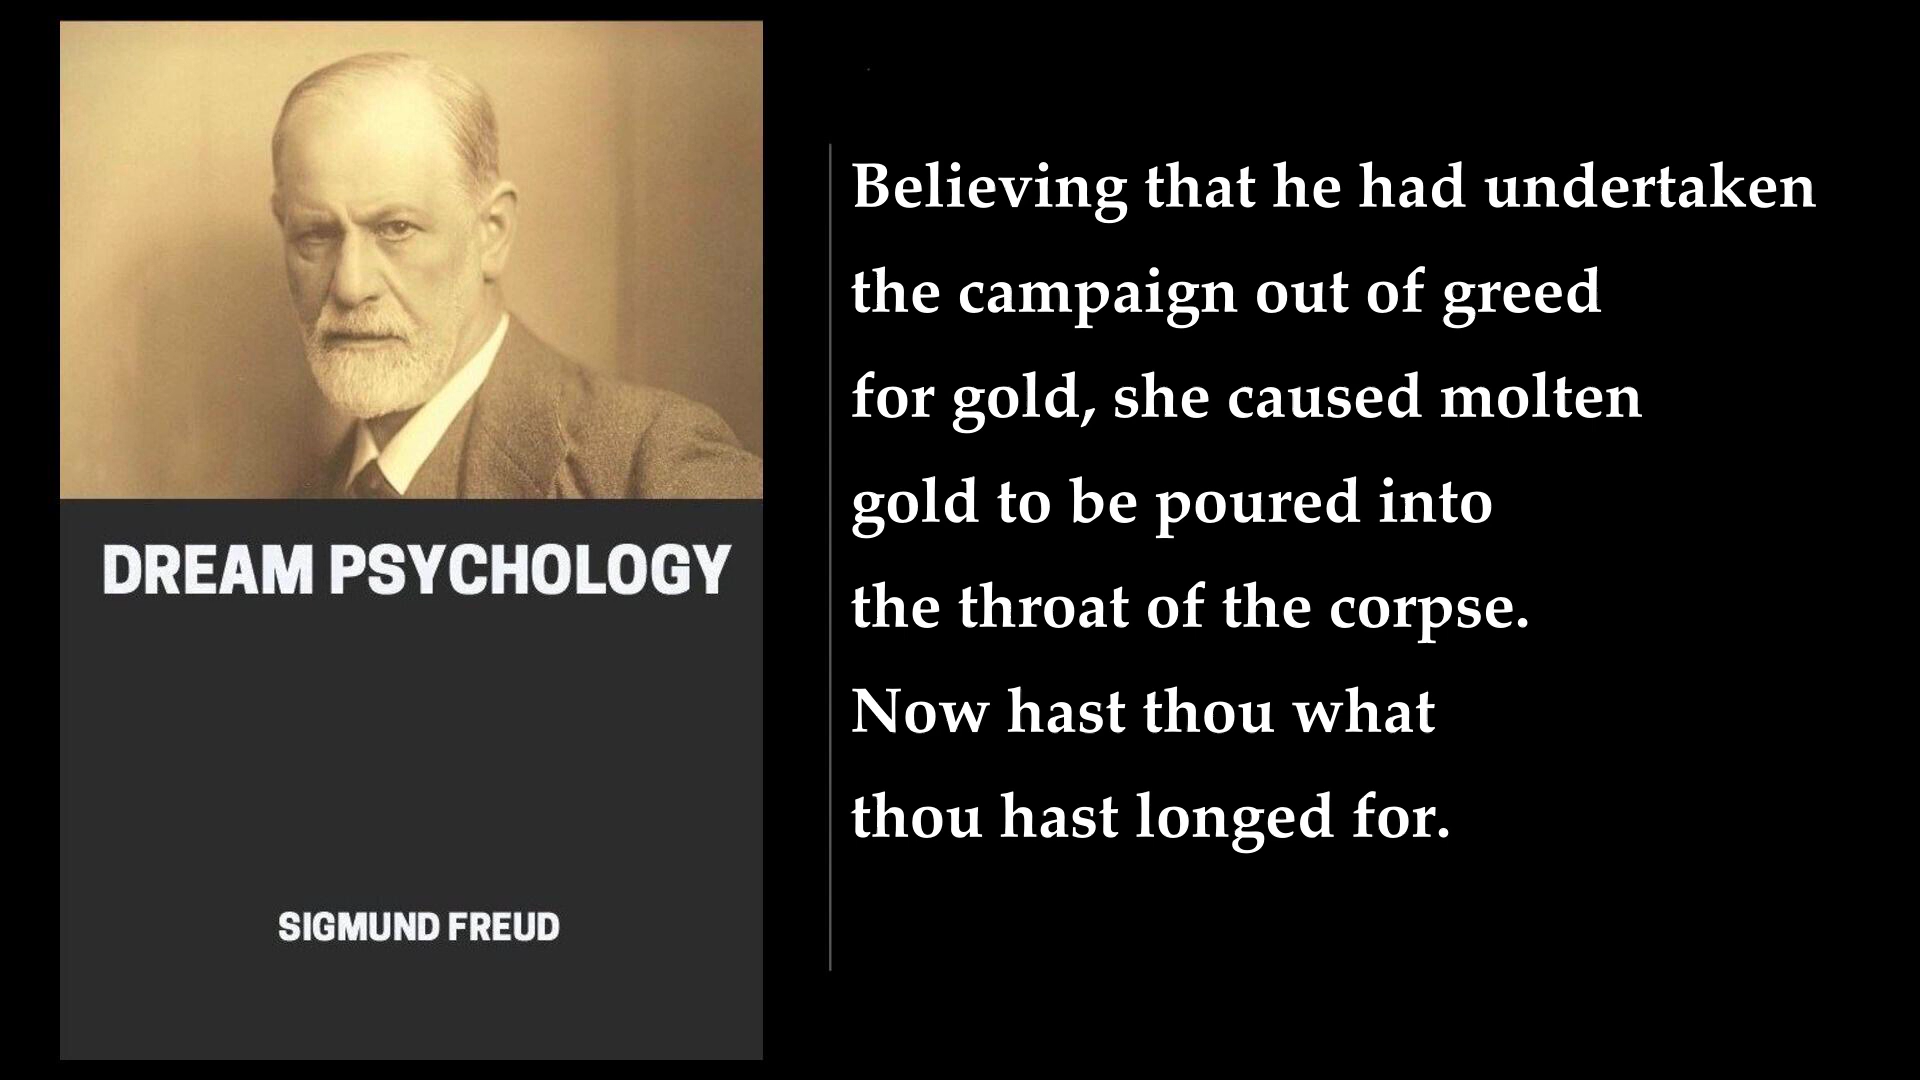 DREAM PSYCHOLOGY
SIGMUND FREUD
Believing that he had undertaken
the campaign out of greed
for gold, she caused molten
gold to be poured into
the throat of the corpse.
Now hast thou what
thou hast longed for.